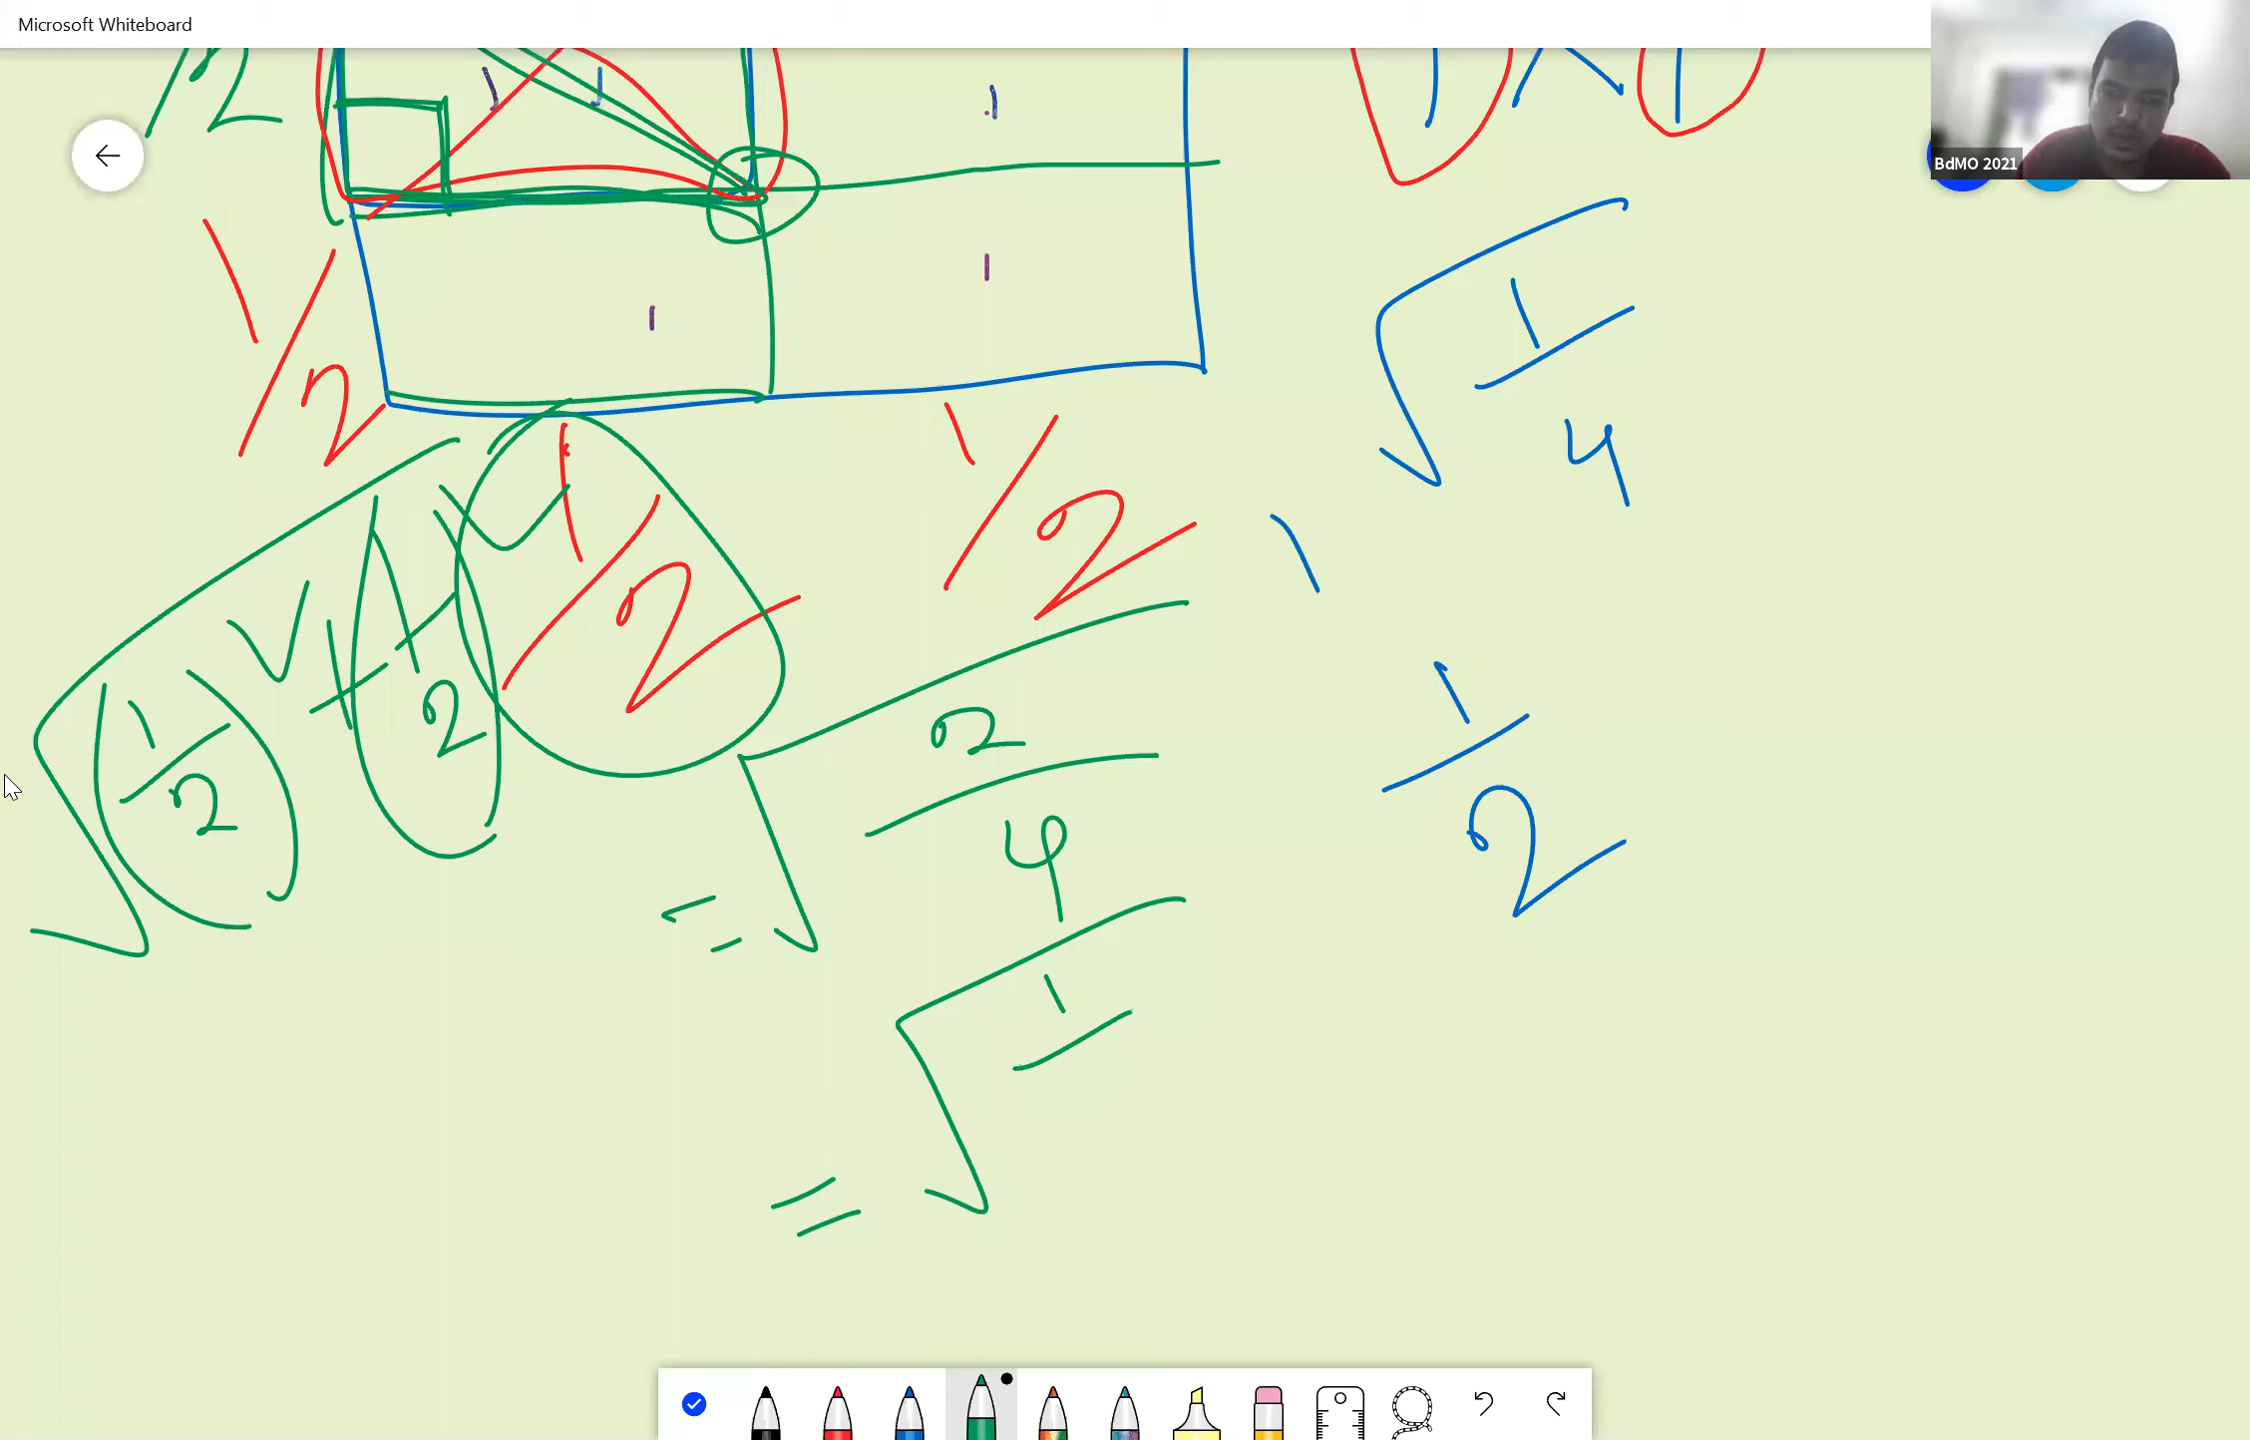 Microsoft Whiteboard
BdMO 2021
/2
1/2
1/2
1/2
√1/4
√(1/2)² + (1/2)²
= √2/4
1/2
= √1/